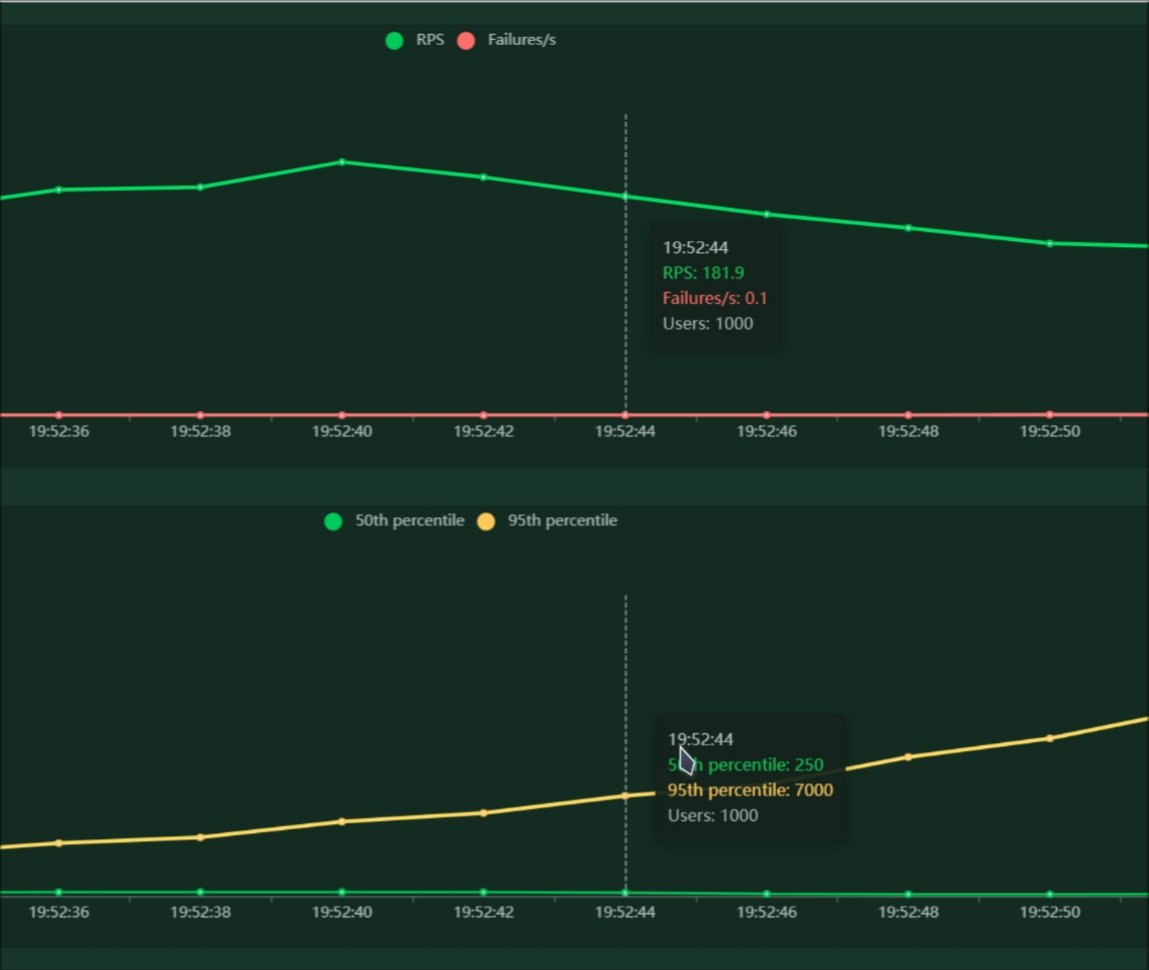 RPS Failures/s
19:52:44
RPS: 181.9
Failures/s: 0.1
Users: 1000
19:52:36 19:52:38 19:52:40 19:52:42 19:52:44 19:52:46 19:52:48 19:52:50
50th percentile 95th percentile
19:52:44
50th percentile: 250
95th percentile: 7000
Users: 1000
19:52:36 19:52:38 19:52:40 19:52:42 19:52:44 19:52:46 19:52:48 19:52:50